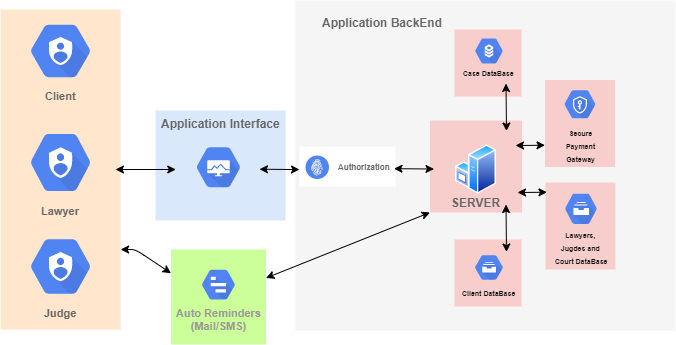 Application BackEnd
Client
Lawyer
Judge
Application Interface
Auto Reminders
(Mail/SMS)
Authorization
Case DataBase
SERVER
Client DataBase
Secure
Payment
Gateway
Lawyers,
Jugdes and
Court DataBase